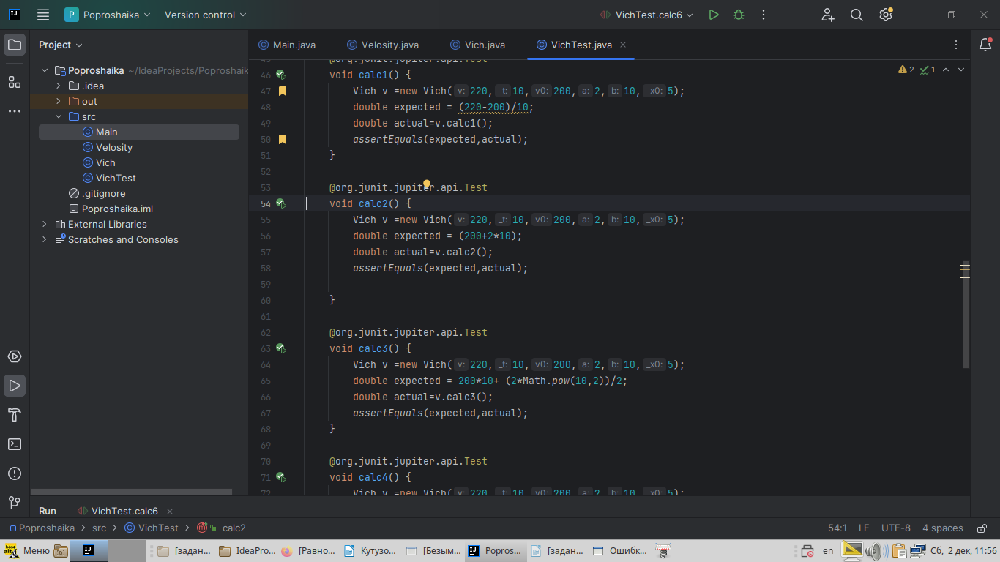 P Poproshaika Version control VichTest.calc6
Project Main.java Velosity.java Vich.java VichTest.java
Poproshaika ~/IdeaProjects/Poproshaik
.idea
out
src
Main
Velosity
Vich
VichTest
.gitignore
Poproshaika.iml
External Libraries
Scratches and Consoles
2 1
45 @org.junit.jupiter.api.Test
46 void calc1() {
47 Vich v =new Vich( v: 220, _t: 10, v0: 200, a: 2, b: 10, _x0: 5);
48 double expected = (220-200)/10;
49 double actual=v.calc1();
50 assertEquals(expected,actual);
51 }
52
53 @org.junit.jupiter.api.Test
54 void calc2() {
55 Vich v =new Vich( v: 220, _t: 10, v0: 200, a: 2, b: 10, _x0: 5);
56 double expected = (200+2*10);
57 double actual=v.calc2();
58 assertEquals(expected,actual);
59
60 }
61
62 @org.junit.jupiter.api.Test
63 void calc3() {
64 Vich v =new Vich( v: 220, _t: 10, v0: 200, a: 2, b: 10, _x0: 5);
65 double expected = 200*10+ (2*Math.pow(10,2))/2;
66 double actual=v.calc3();
67 assertEquals(expected,actual);
68 }
69
70 @org.junit.jupiter.api.Test
71 void calc4() {
72 Vich v =new Vich( v: 220, _t: 10, v0: 200, a: 2, b: 10, _x0: 5);
Run VichTest.calc6
Poproshaika > src > VichTest > calc2 54:1 LF UTF-8 4 spaces
Меню [задан... IdeaPro... [Равно... Кутузо... [Безым... Popros... [задан... Ошибк... en Сб, 2 дек, 11:56